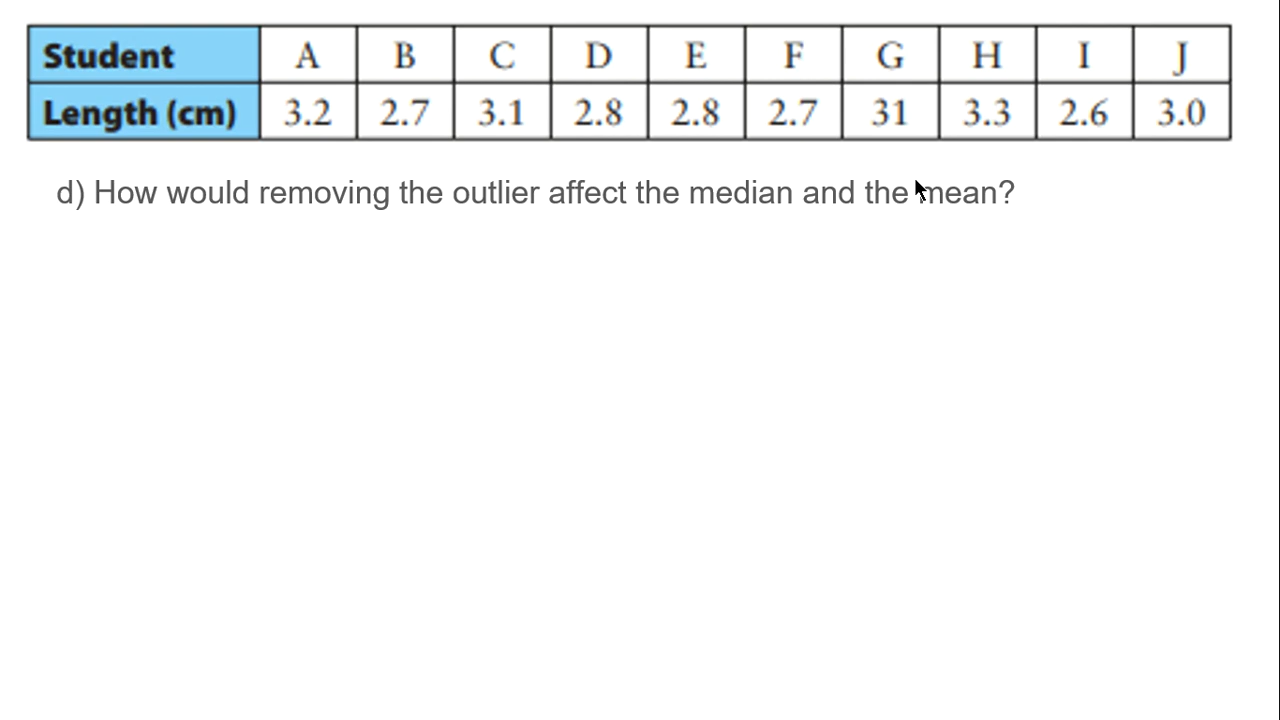 Student A B C D E F G H I J
Length (cm) 3.2 2.7 3.1 2.8 2.8 2.7 31 3.3 2.6 3.0
d) How would removing the outlier affect the median and the mean?